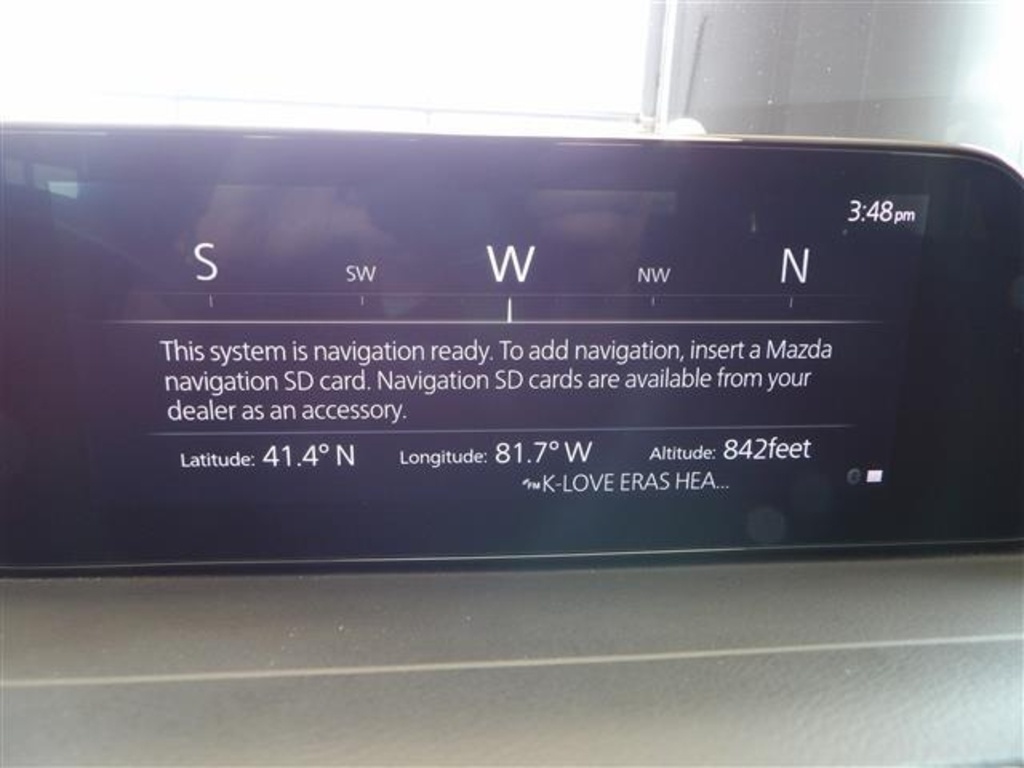 3:48pm
S SW W NW N
This system is navigation ready. To add navigation, insert a Mazda
navigation SD card. Navigation SD cards are available from your
dealer as an accessory.
Latitude: 41.4° N Longitude: 81.7° W Altitude: 842feet
FM K-LOVE ERAS HEA...